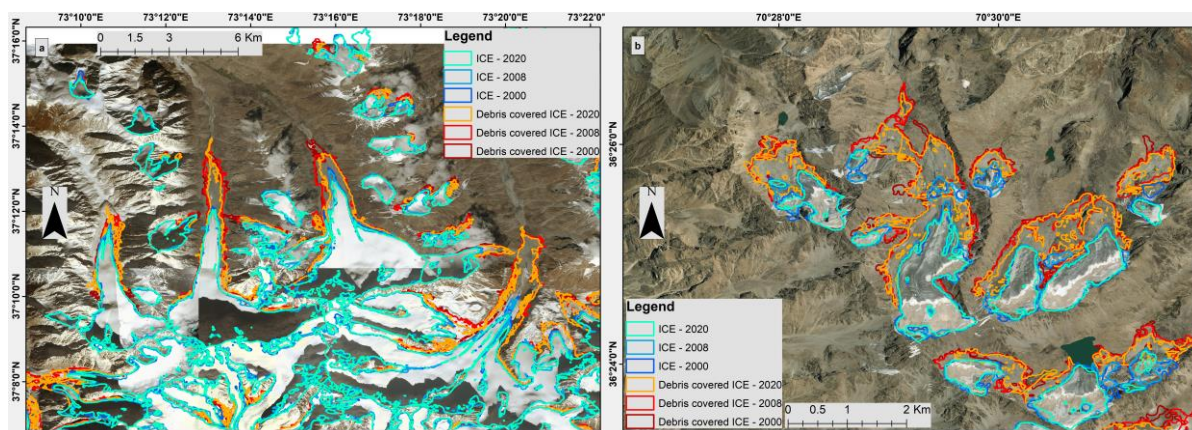 73°10'0"E 73°12'0"E 73°14'0"E 73°16'0"E 73°18'0"E 73°20'0"E 73°22'0"E
70°28'0"E 70°30'0"E
37°16'0"N
37°14'0"N
37°12'0"N
37°10'0"N
37°8'0"N
a
0 1.5 3 6 Km
N
Legend
ICE - 2020
ICE - 2008
ICE - 2000
Debris covered ICE - 2020
Debris covered ICE - 2008
Debris covered ICE - 2000
b
36°26'0"N
36°24'0"N
N
Legend
ICE - 2020
ICE - 2008
ICE - 2000
Debris covered ICE - 2020
Debris covered ICE - 2008
Debris covered ICE - 2000
0 0.5 1 2 Km